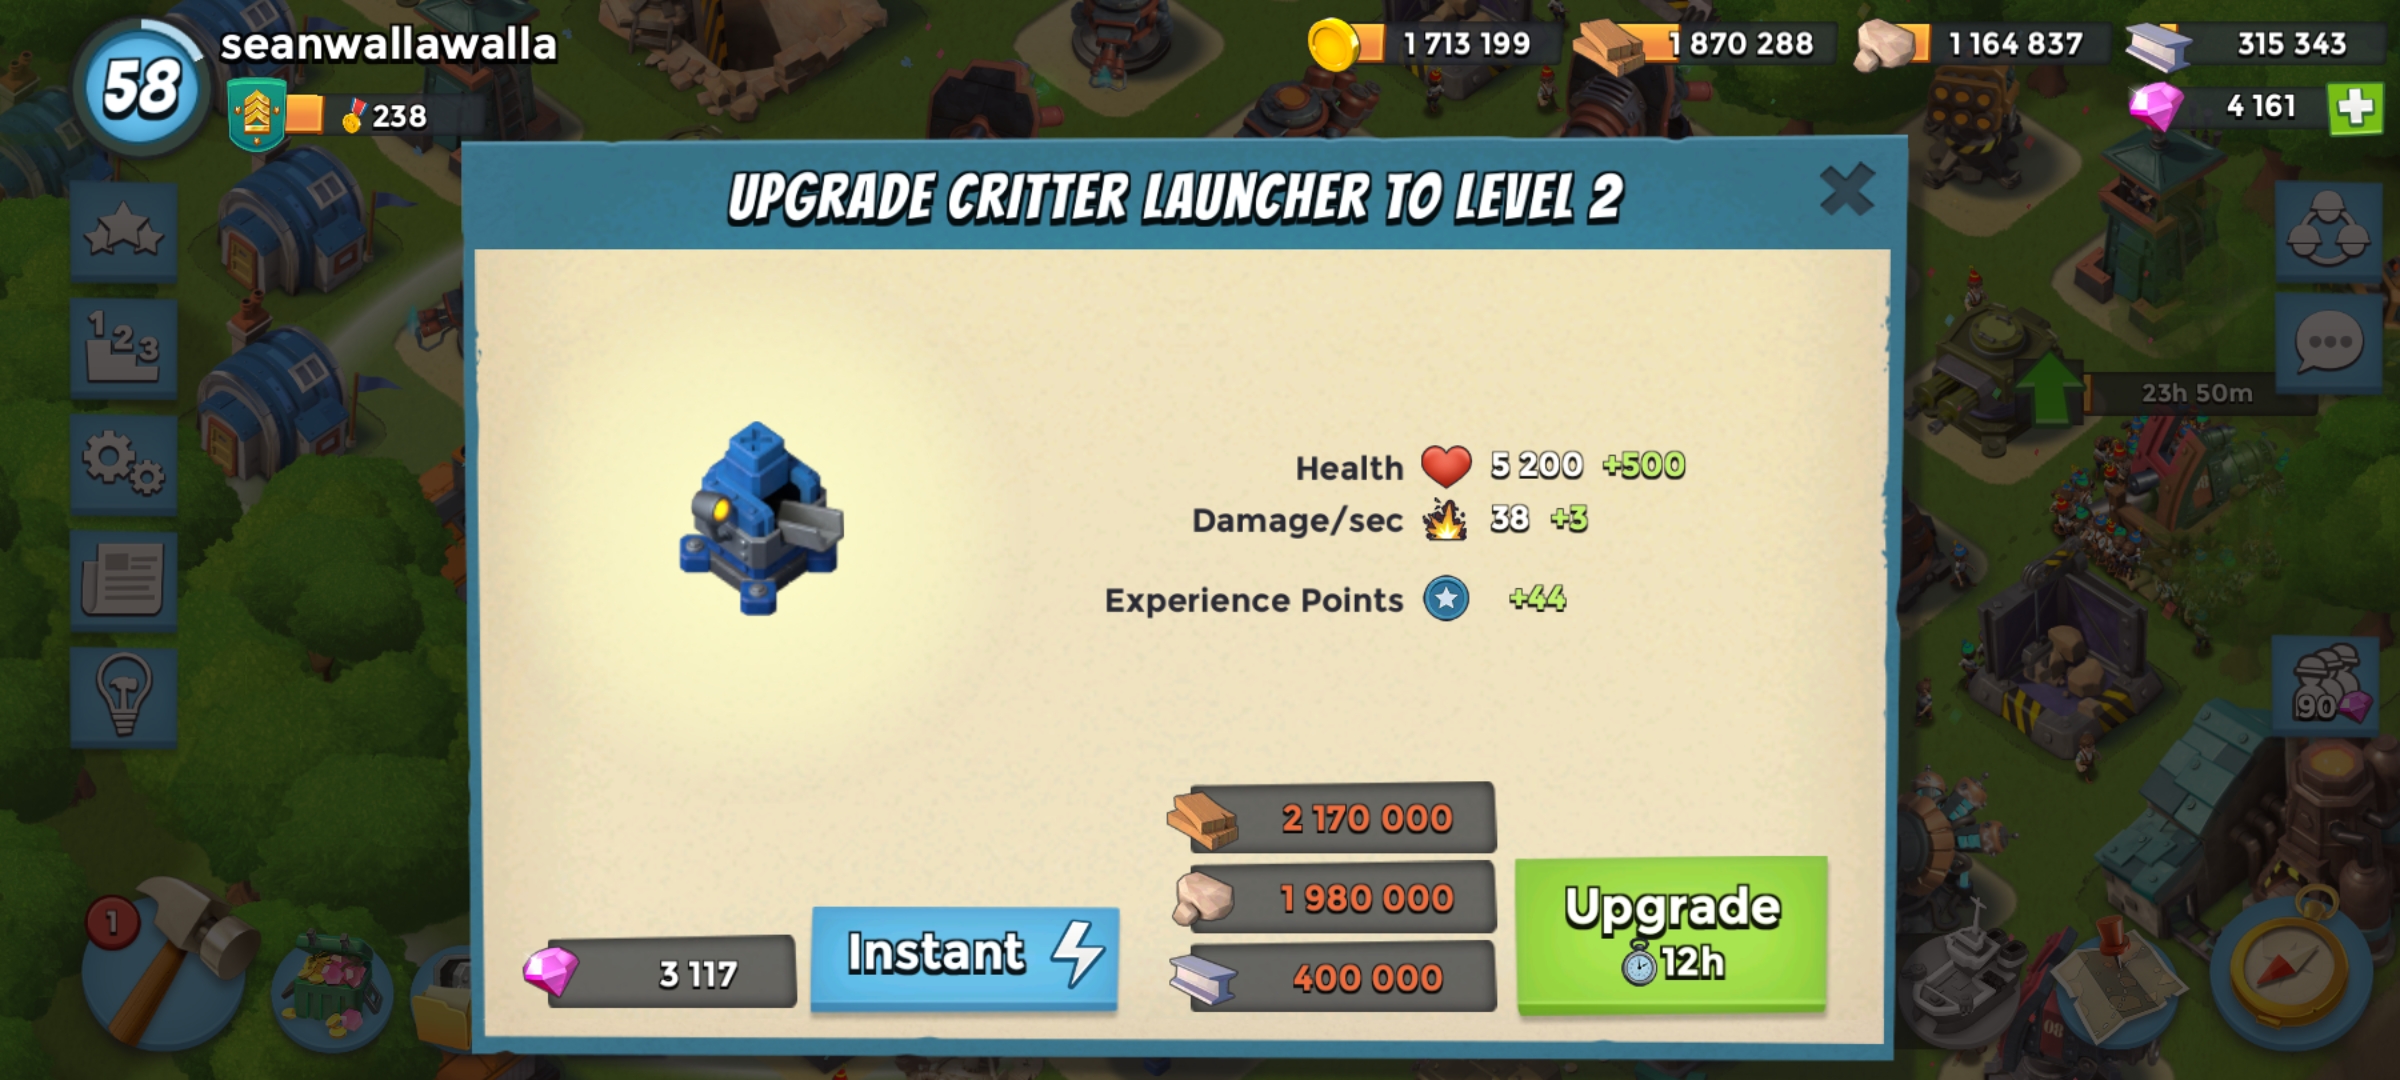 58
seanwallawalla
238
1 713 199
1 870 288
1 164 837
315 343
4 161
UPGRADE CRITTER LAUNCHER TO LEVEL 2
1 2 3
23h 50m
Health 5 200 +500
Damage/sec 38 +3
Experience Points +44
90
2 170 000
1 980 000
400 000
Upgrade
12h
3 117
Instant
1
08